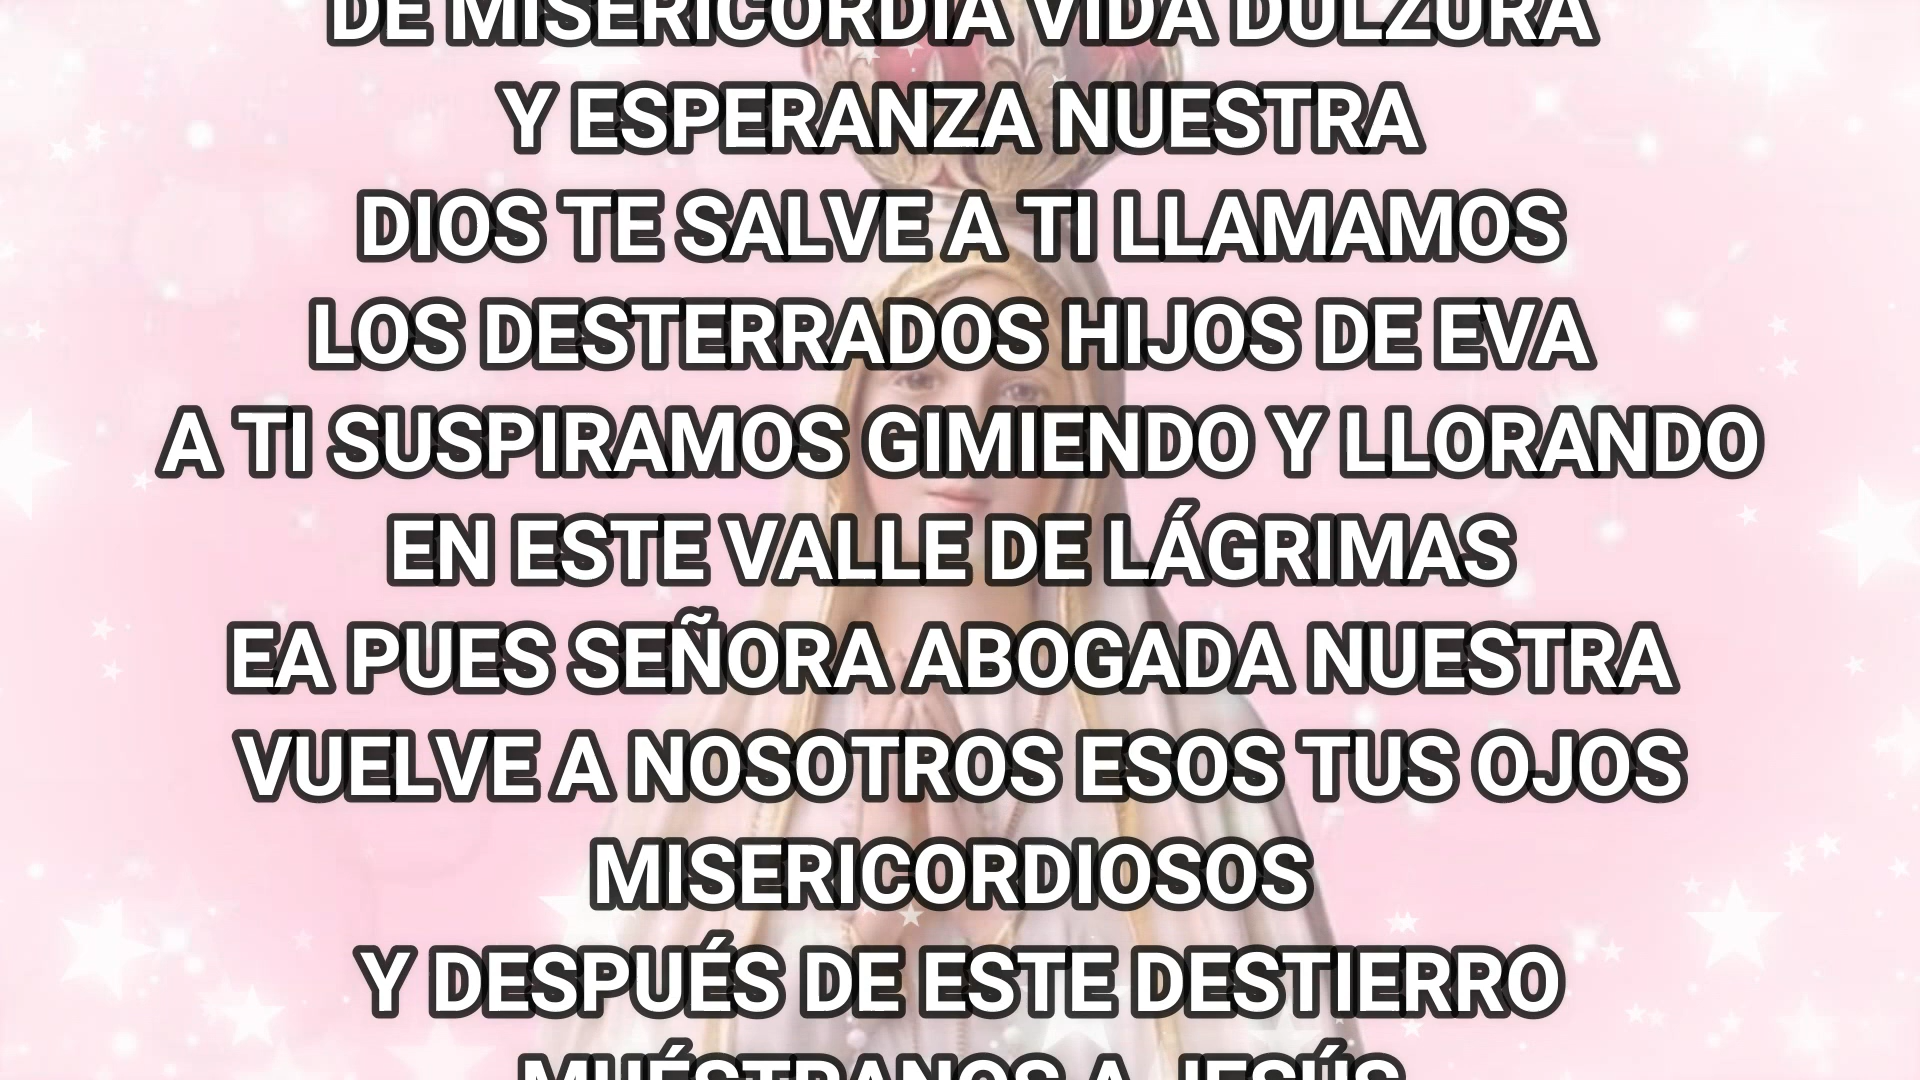 DE MISERICORDIA VIDA DULZURA
Y ESPERANZA NUESTRA
DIOS TE SALVE A TI LLAMAMOS
LOS DESTERRADOS HIJOS DE EVA
A TI SUSPIRAMOS GIMIENDO Y LLORANDO
EN ESTE VALLE DE LÁGRIMAS
EA PUES SEÑORA ABOGADA NUESTRA
VUELVE A NOSOTROS ESOS TUS OJOS
MISERICORDIOSOS
Y DESPUÉS DE ESTE DESTIERRO
MUÉSTRANOS A JESÚS